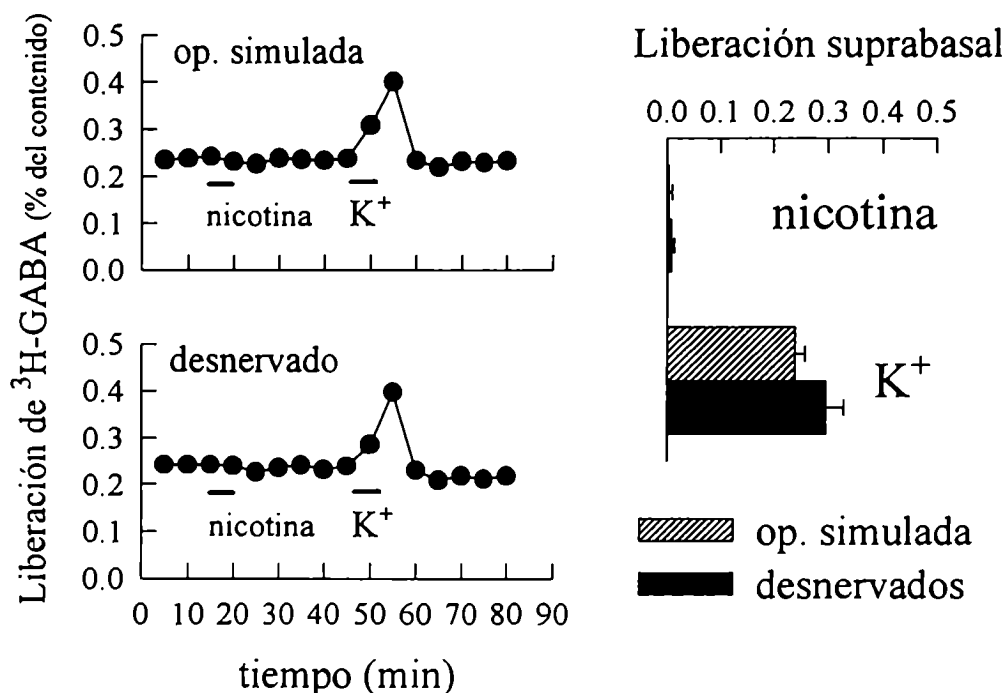 Liberación de ³H-GABA (% del contenido)
0.5
op. simulada
0.4
0.3
0.2
0.1
0.0
nicotina
K⁺
0.5
desnervado
0.4
0.3
0.2
0.1
0.0
nicotina
K⁺
0 10 20 30 40 50 60 70 80 90
tiempo (min)
Liberación suprabasal
0.0 0.1 0.2 0.3 0.4 0.5
nicotina
K⁺
op. simulada
desnervados